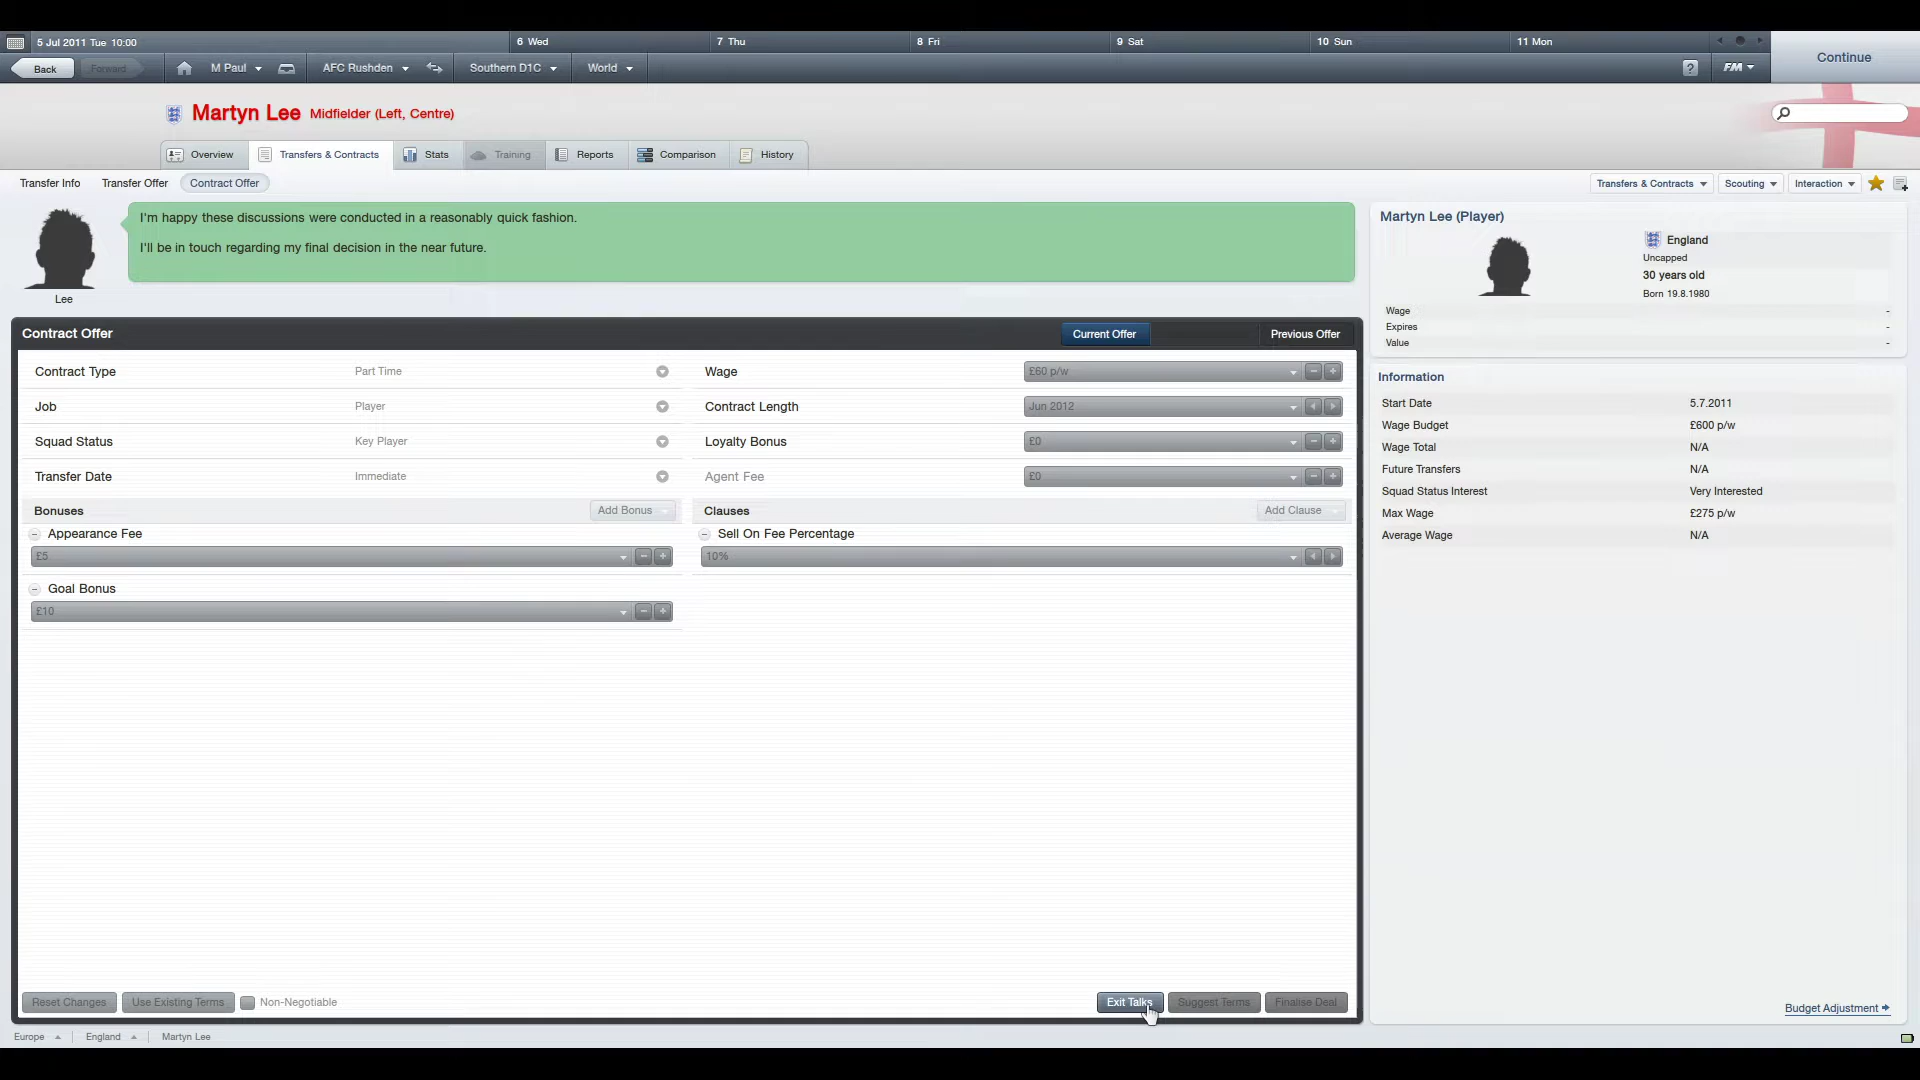 5 Jul 2011 Tue 10:00
6 Wed
7 Thu
8 Fri
9 Sat
10 Sun
11 Mon
Continue
Back
Forward
M Paul
AFC Rushden
Southern D1C
World
?
FM
Martyn Lee
Midfielder (Left, Centre)
Overview
Transfers & Contracts
Stats
Training
Reports
Comparison
History
Transfer Info
Transfer Offer
Contract Offer
Transfers & Contracts
Scouting
Interaction
I'm happy these discussions were conducted in a reasonably quick fashion.
I'll be in touch regarding my final decision in the near future.
Lee
Martyn Lee (Player)
England
Uncapped
30 years old
Born 19.8.1980
Wage -
Expires -
Value -
Contract Offer
Current Offer
Previous Offer
Contract Type Part Time
Wage £60 p/w
Job Player
Contract Length Jun 2012
Squad Status Key Player
Loyalty Bonus £0
Transfer Date Immediate
Agent Fee £0
Bonuses
Add Bonus
Clauses
Add Clause
Appearance Fee
£5
Sell On Fee Percentage
10%
Goal Bonus
£10
Information
Start Date 5.7.2011
Wage Budget £600 p/w
Wage Total N/A
Future Transfers N/A
Squad Status Interest Very Interested
Max Wage £275 p/w
Average Wage N/A
Reset Changes
Use Existing Terms
Non-Negotiable
Exit Talks
Suggest Terms
Finalise Deal
Budget Adjustment
Europe
England
Martyn Lee